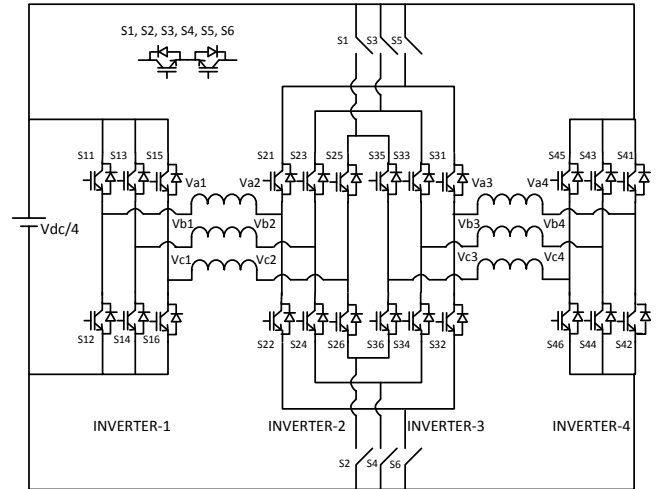 S1, S2, S3, S4, S5, S6
S1 S3 S5
S11 S13 S15 S21 S23 S25 S35 S33 S31 S45 S43 S41
Va1 Va2 Va3 Va4
Vb1 Vb2 Vb3 Vb4
Vdc/4
Vc1 Vc2 Vc3 Vc4
S12 S14 S16 S22 S24 S26 S36 S34 S32 S46 S44 S42
INVERTER-1 INVERTER-2 INVERTER-3 INVERTER-4
S2 S4 S6